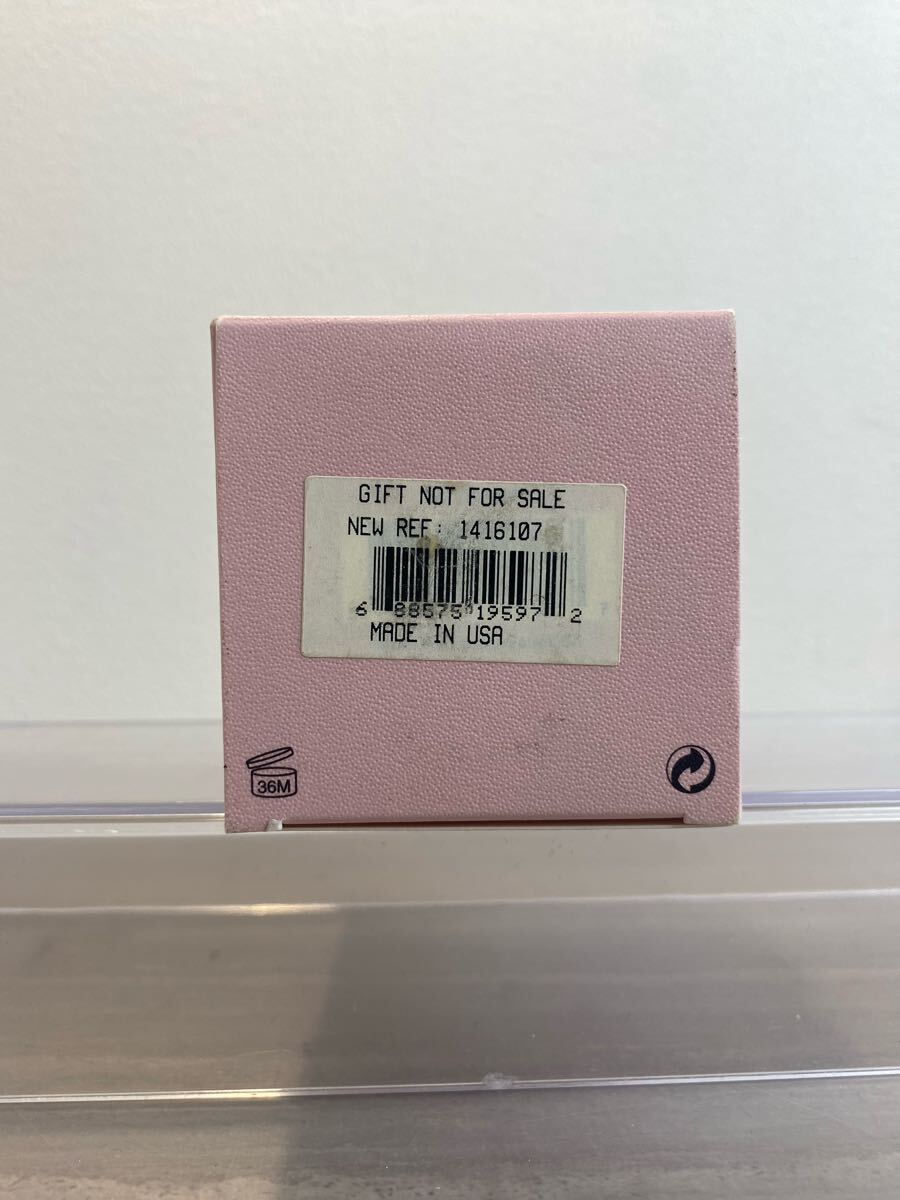 GIFT NOT FOR SALE
NEW REF: 1416107
6 88575 19597 2
MADE IN USA
36M